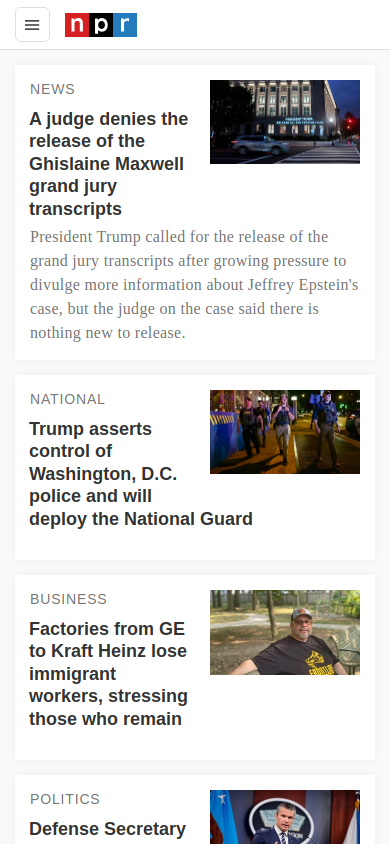 npr
NEWS
A judge denies the
release of the
Ghislaine Maxwell
grand jury
transcripts
President Trump called for the release of the
grand jury transcripts after growing pressure to
divulge more information about Jeffrey Epstein's
case, but the judge on the case said there is
nothing new to release.
NATIONAL
Trump asserts
control of
Washington, D.C.
police and will
deploy the National Guard
BUSINESS
Factories from GE
to Kraft Heinz lose
immigrant
workers, stressing
those who remain
POLITICS
Defense Secretary